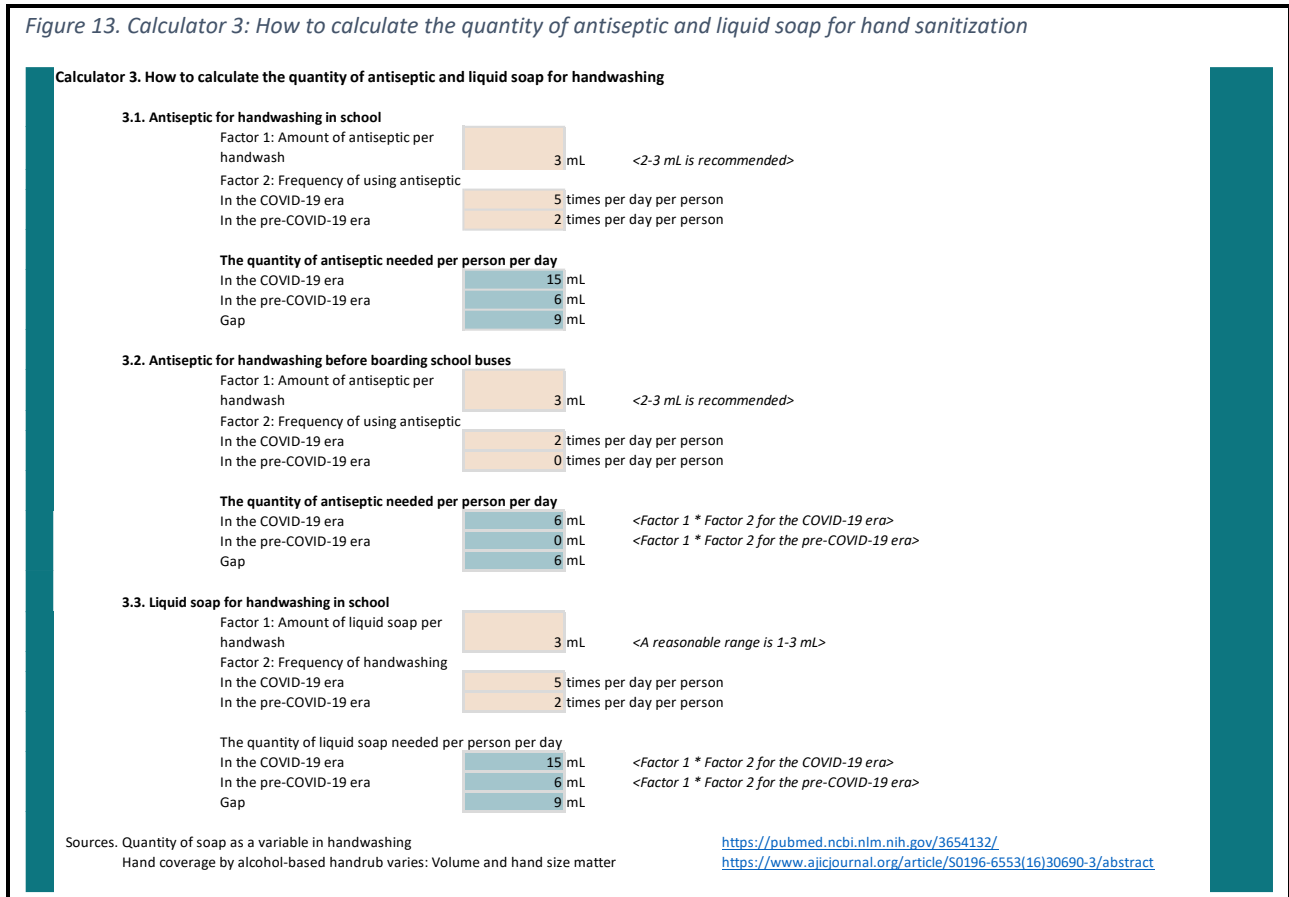 Figure 13. Calculator 3: How to calculate the quantity of antiseptic and liquid soap for hand sanitization
Calculator 3. How to calculate the quantity of antiseptic and liquid soap for handwashing
3.1. Antiseptic for handwashing in school
Factor 1: Amount of antiseptic per
handwash 3 mL <2-3 mL is recommended>
Factor 2: Frequency of using antiseptic
In the COVID-19 era 5 times per day per person
In the pre-COVID-19 era 2 times per day per person
The quantity of antiseptic needed per person per day
In the COVID-19 era 15 mL
In the pre-COVID-19 era 6 mL
Gap 9 mL
3.2. Antiseptic for handwashing before boarding school buses
Factor 1: Amount of antiseptic per
handwash 3 mL <2-3 mL is recommended>
Factor 2: Frequency of using antiseptic
In the COVID-19 era 2 times per day per person
In the pre-COVID-19 era 0 times per day per person
The quantity of antiseptic needed per person per day
In the COVID-19 era 6 mL <Factor 1 * Factor 2 for the COVID-19 era>
In the pre-COVID-19 era 0 mL <Factor 1 * Factor 2 for the pre-COVID-19 era>
Gap 6 mL
3.3. Liquid soap for handwashing in school
Factor 1: Amount of liquid soap per
handwash 3 mL <A reasonable range is 1-3 mL>
Factor 2: Frequency of handwashing
In the COVID-19 era 5 times per day per person
In the pre-COVID-19 era 2 times per day per person
The quantity of liquid soap needed per person per day
In the COVID-19 era 15 mL <Factor 1 * Factor 2 for the COVID-19 era>
In the pre-COVID-19 era 6 mL <Factor 1 * Factor 2 for the pre-COVID-19 era>
Gap 9 mL
Sources. Quantity of soap as a variable in handwashing https://pubmed.ncbi.nlm.nih.gov/3654132/
Hand coverage by alcohol-based handrub varies: Volume and hand size matter https://www.ajicjournal.org/article/S0196-6553(16)30690-3/abstract